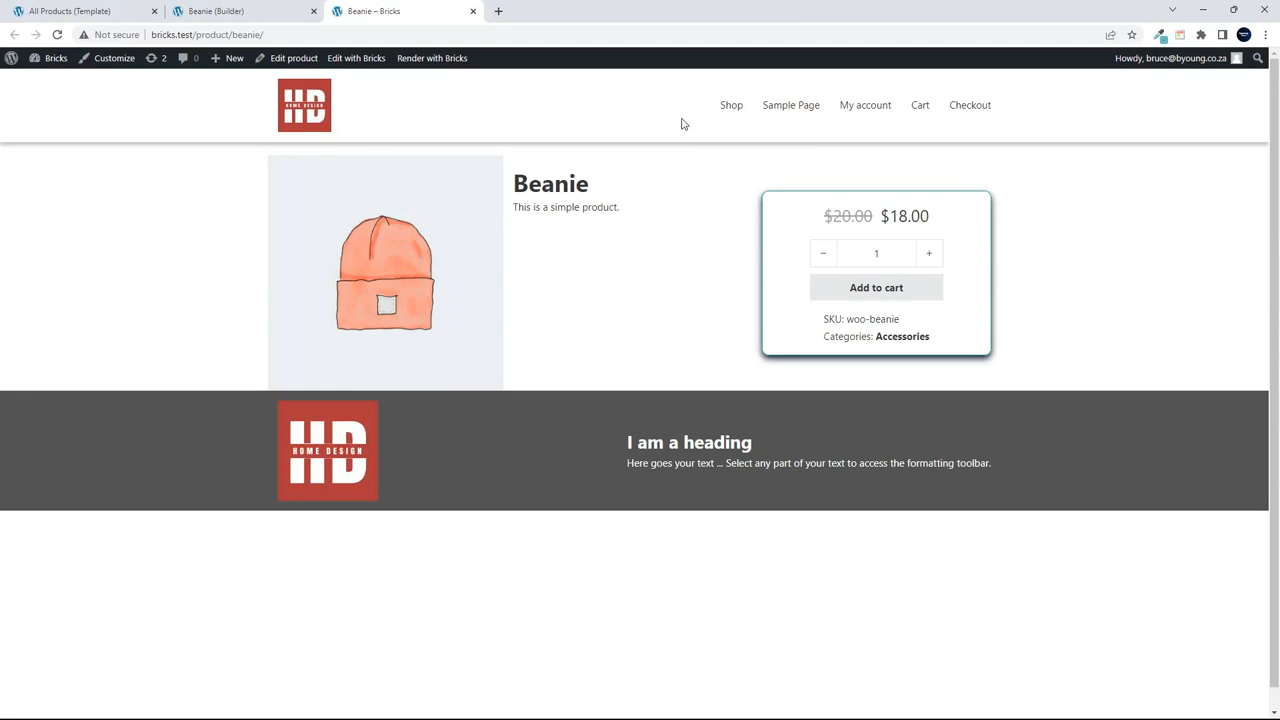 All Products (Template)
Beanie (Builder)
Beanie – Bricks
Not secure
bricks.test/product/beanie/
Bricks
Customize
2
0
New
Edit product
Edit with Bricks
Render with Bricks
Howdy, bruce@byoung.co.za
HD
HOME DESIGN
Shop
Sample Page
My account
Cart
Checkout
Beanie
This is a simple product.
$20.00 $18.00
− 1 +
Add to cart
SKU: woo-beanie
Categories: Accessories
HD
HOME DESIGN
I am a heading
Here goes your text ... Select any part of your text to access the formatting toolbar.